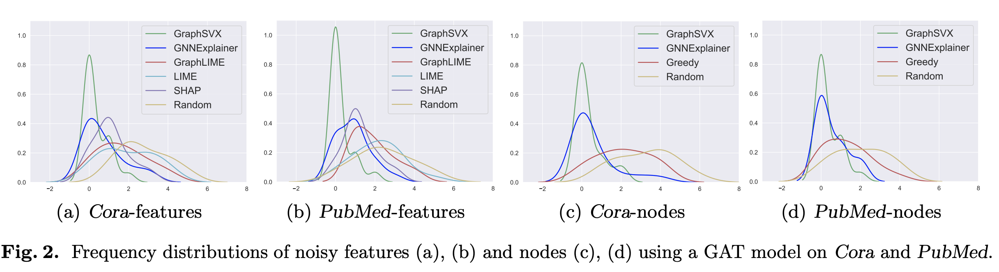 1.0
0.8
0.6
0.4
0.2
0.0
−2 0 2 4 6 8
GraphSVX
GNNExplainer
GraphLIME
LIME
SHAP
Random
(a) Cora-features
1.0
0.8
0.6
0.4
0.2
0.0
−2 0 2 4 6 8
GraphSVX
GNNExplainer
GraphLIME
LIME
SHAP
Random
(b) PubMed-features
1.0
0.8
0.6
0.4
0.2
0.0
−2 0 2 4 6 8
GraphSVX
GNNExplainer
Greedy
Random
(c) Cora-nodes
1.0
0.8
0.6
0.4
0.2
0.0
−2 0 2 4 6 8
GraphSVX
GNNExplainer
Greedy
Random
(d) PubMed-nodes
Fig. 2. Frequency distributions of noisy features (a), (b) and nodes (c), (d) using a GAT model on Cora and PubMed.